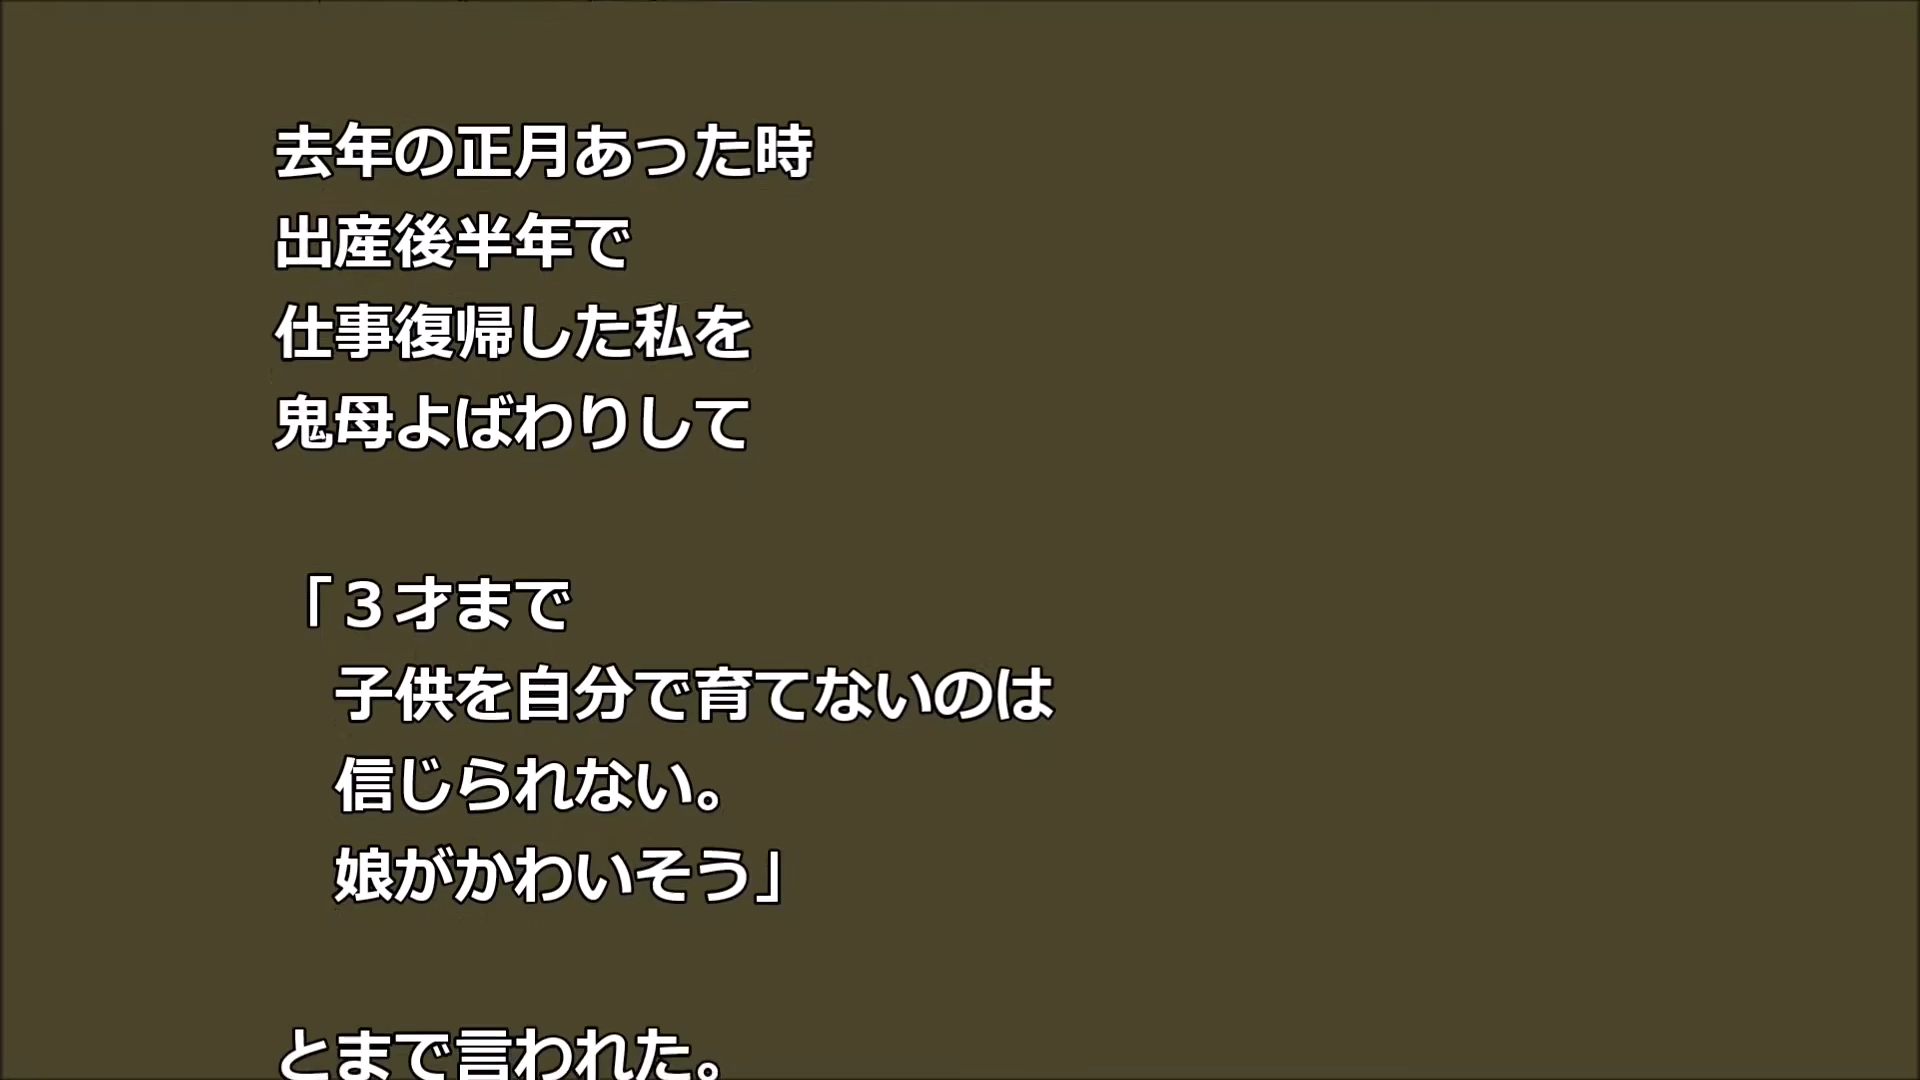 去年の正月あった時
出産後半年で
仕事復帰した私を
鬼母よばわりして
「３才まで
子供を自分で育てないのは
信じられない。
娘がかわいそう」
とまで言われた。